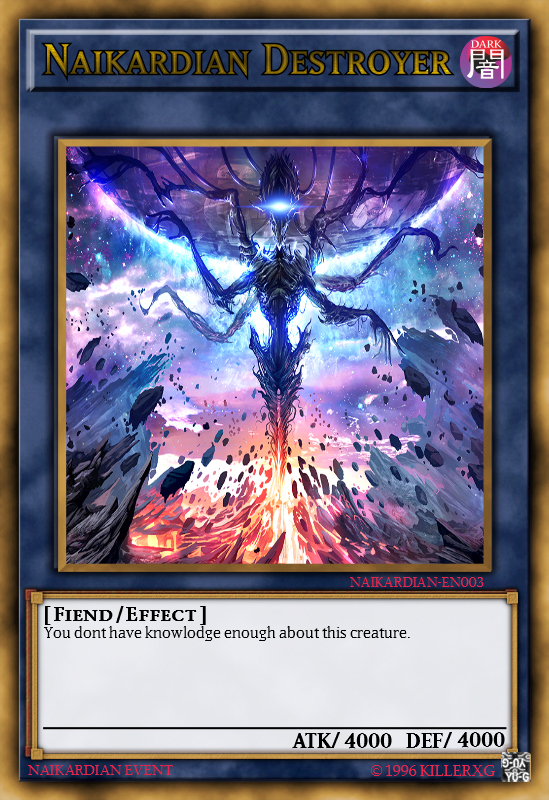 NAIKARDIAN DESTROYER
DARK
闇
NAIKARDIAN-EN003
[FIEND/EFFECT]
You dont have knowlodge enough about this creature.
ATK/ 4000 DEF/ 4000
NAIKARDIAN EVENT
©1996 KILLERXG
YU-G